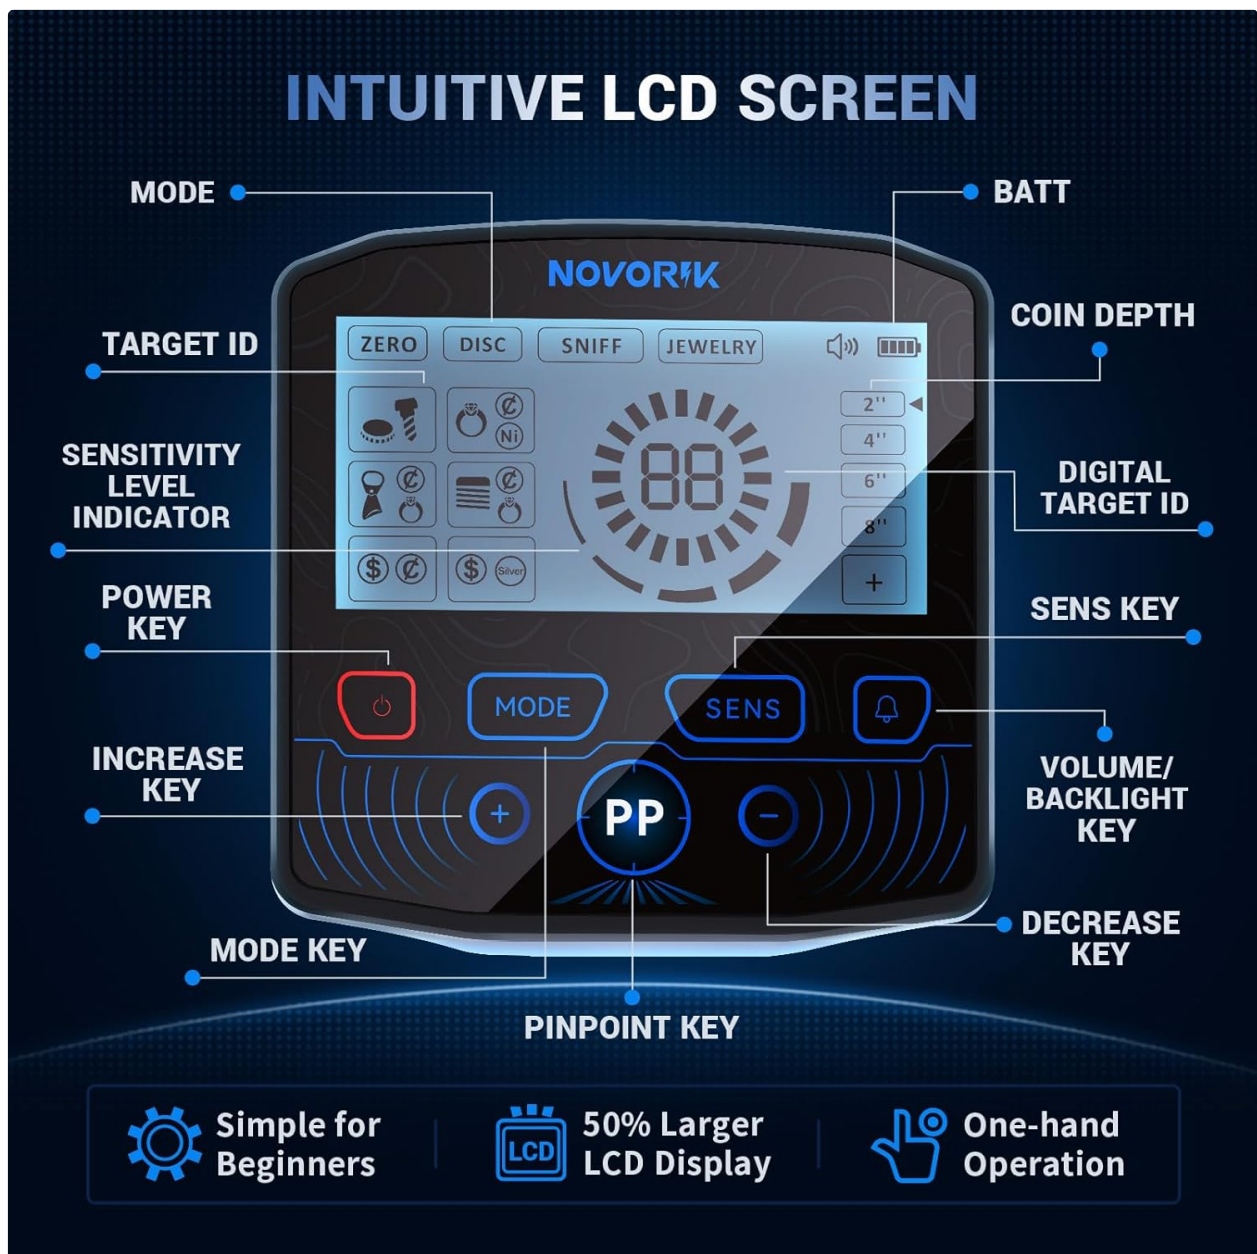 INTUITIVE LCD SCREEN
MODE
BATT
NOVORIK
COIN DEPTH
TARGET ID
ZERO
DISC
SNIFF
JEWELRY
2''
4''
6''
8''
+
¢
Ni
¢
¢
$ ¢
$ Silver
88
SENSITIVITY
LEVEL
INDICATOR
DIGITAL
TARGET ID
POWER
KEY
SENS KEY
MODE
SENS
INCREASE
KEY
VOLUME/
BACKLIGHT
KEY
+
PP
-
MODE KEY
DECREASE
KEY
PINPOINT KEY
Simple for
Beginners
LCD
50% Larger
LCD Display
One-hand
Operation